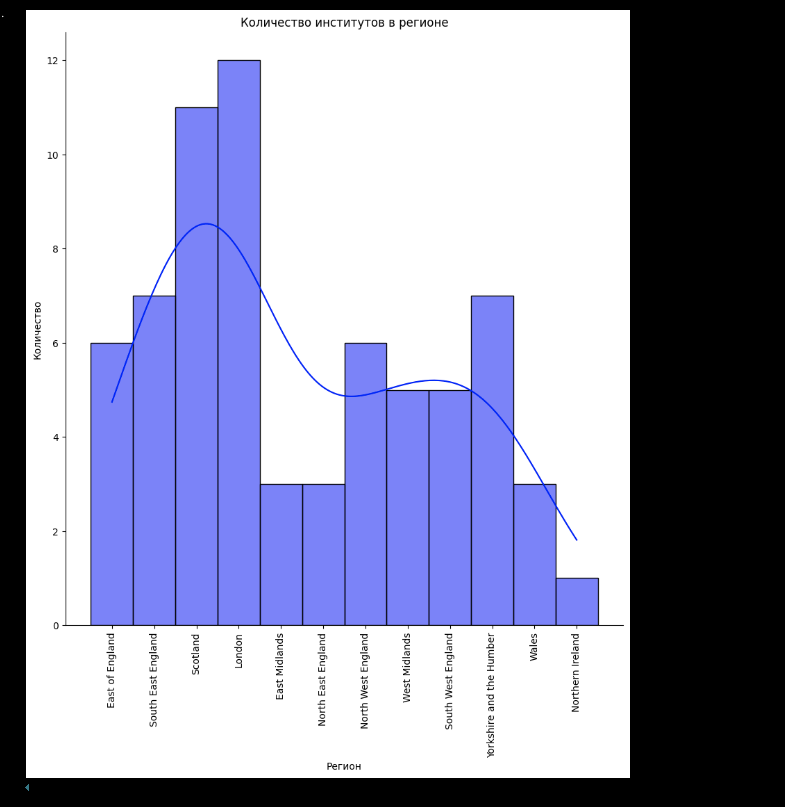 Количество институтов в регионе
Количество
12
10
8
6
4
2
0
East of England
South East England
Scotland
London
East Midlands
North East England
North West England
West Midlands
South West England
Yorkshire and the Humber
Wales
Northern Ireland
Регион